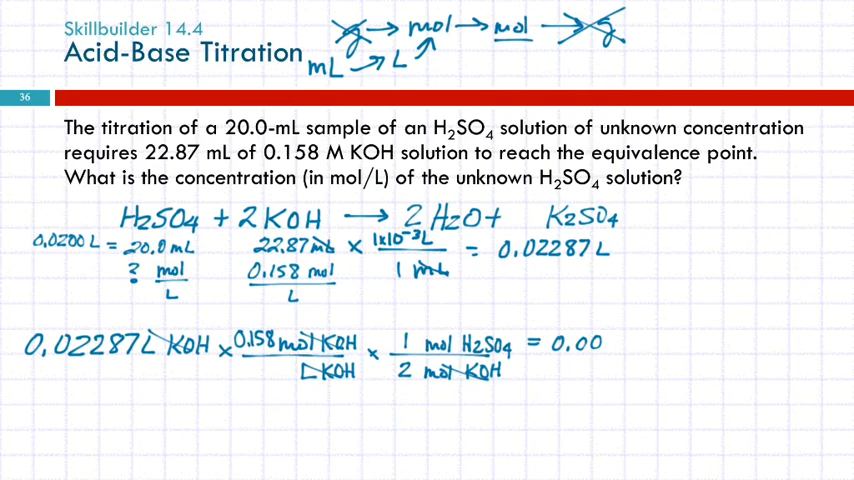 Skillbuilder 14.4
Acid-Base Titration
g → mol → mol → g
mL → L
36
The titration of a 20.0-mL sample of an H₂SO₄ solution of unknown concentration
requires 22.87 mL of 0.158 M KOH solution to reach the equivalence point.
What is the concentration (in mol/L) of the unknown H₂SO₄ solution?
H₂SO₄ + 2 KOH → 2 H₂O + K₂SO₄
0.0200 L = 20.0 mL 22.87 mL × 1×10⁻³L / 1 mL = 0.02287 L
? mol / L 0.158 mol / L
0.02287 L KOH × 0.158 mol KOH / L KOH × 1 mol H₂SO₄ / 2 mol KOH = 0.00